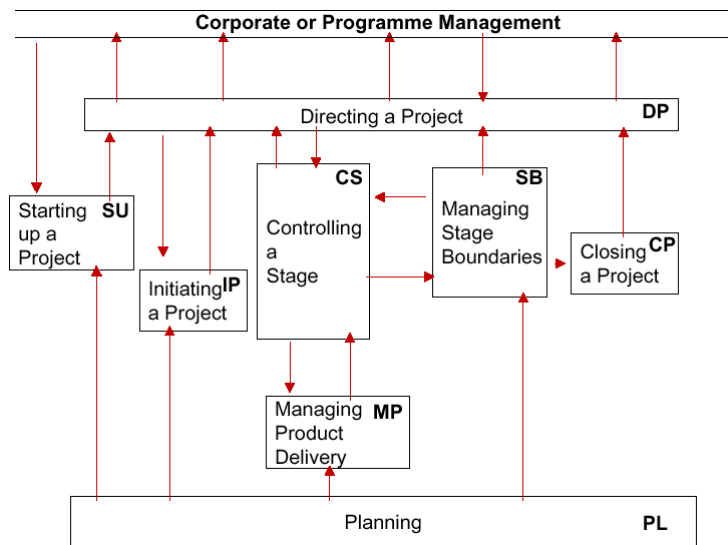 Corporate or Programme Management
Directing a Project
DP
CS
Controlling
a
Stage
SB
Managing
Stage
Boundaries
Starting
SU
up a
Project
CP
Closing
a Project
Initiating
IP
a Project
Managing
MP
Product
Delivery
Planning
PL